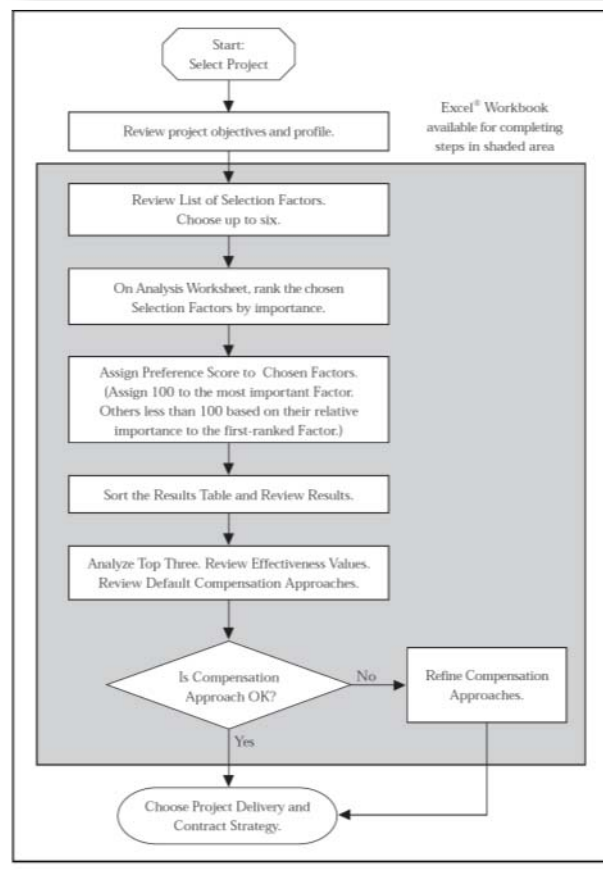 Start:
Select Project
Excel® Workbook
available for completing
steps in shaded area
Review project objectives and profile.
Review List of Selection Factors.
Choose up to six.
On Analysis Worksheet, rank the chosen
Selection Factors by importance.
Assign Preference Score to Chosen Factors.
(Assign 100 to the most important Factor.
Others less than 100 based on their relative
importance to the first-ranked Factor.)
Sort the Results Table and Review Results.
Analyze Top Three. Review Effectiveness Values.
Review Default Compensation Approaches.
Is Compensation
Approach OK?
No
Refine Compensation
Approaches.
Yes
Choose Project Delivery and
Contract Strategy.